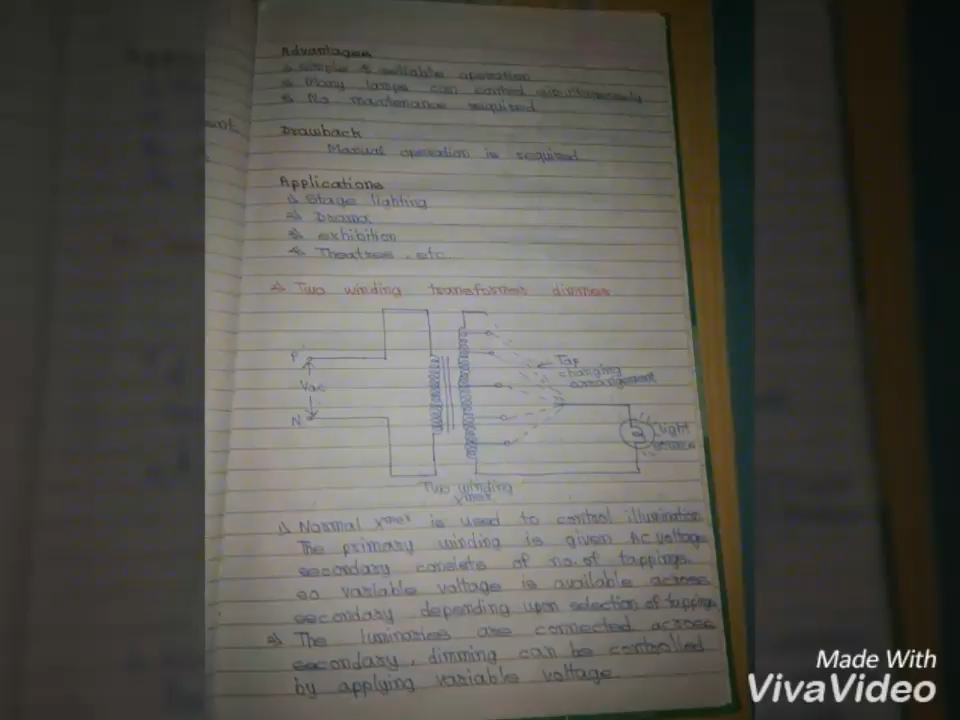 Advantages
1) Simple & reliable operation
2) Many lamps can control simultaneously
3) No maintenance required
Drawback
Manual operation is required
Applications
1) Stage lighting
2) Drama
3) exhibition
4) Theatres, etc.
Two winding transformer dimmer
P
Vac
N
Tap
changing
arrangement
light
source
Two winding
xmer
1) Normal xmer is used to control illumination
The primary winding is given AC voltage
secondary consists of no. of tappings.
so variable voltage is available across
secondary depending upon selection of tapping
2) The luminaries are connected across
secondary, dimming can be controlled
by applying variable voltage
Made With
VivaVideo